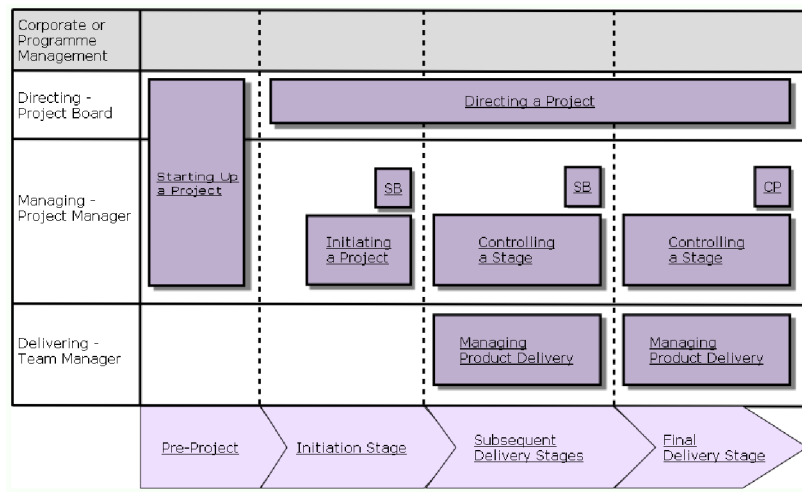 Corporate or
Programme
Management
Directing -
Project Board
Directing a Project
Starting Up
a Project
Managing -
Project Manager
SB
SB
CP
Initiating
a Project
Controlling
a Stage
Controlling
a Stage
Delivering -
Team Manager
Managing
Product Delivery
Managing
Product Delivery
Pre-Project
Initiation Stage
Subsequent
Delivery Stages
Final
Delivery Stage